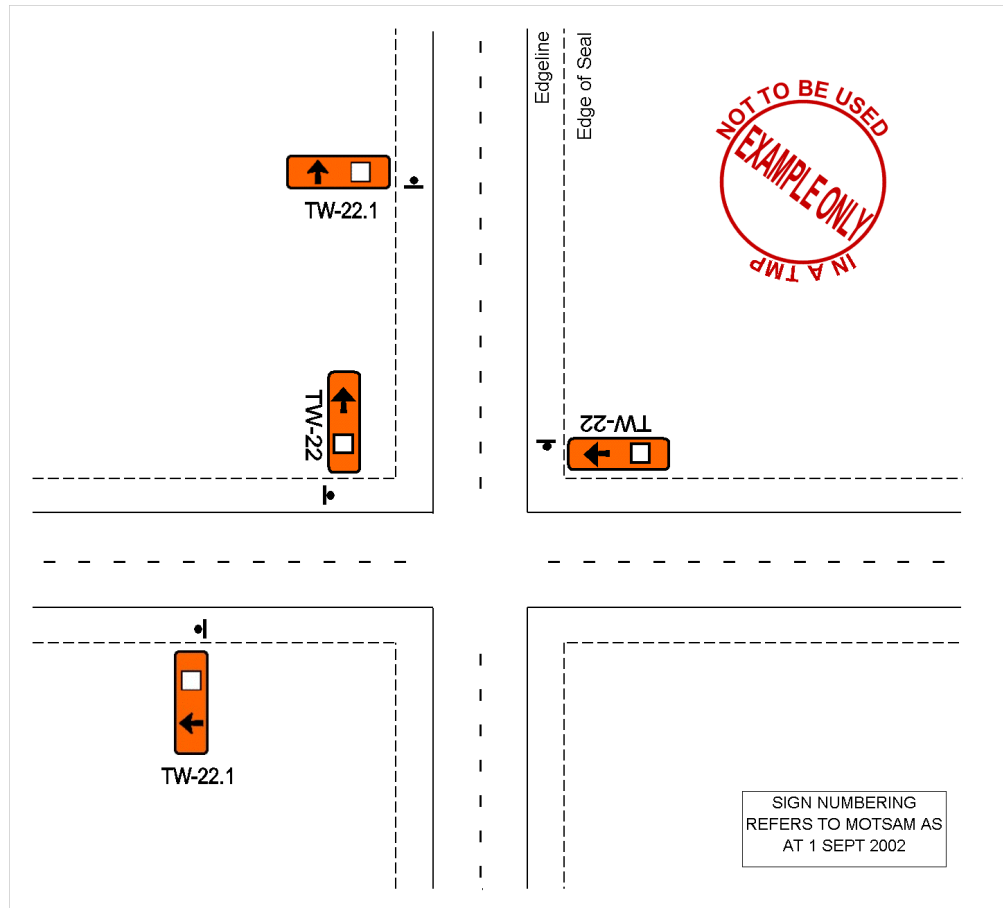 Edgeline
Edge of Seal
NOT TO BE USED
EXAMPLE ONLY
IN A TMP
TW-22.1
TW-22
TW-22
TW-22.1
SIGN NUMBERING
REFERS TO MOTSAM AS
AT 1 SEPT 2002